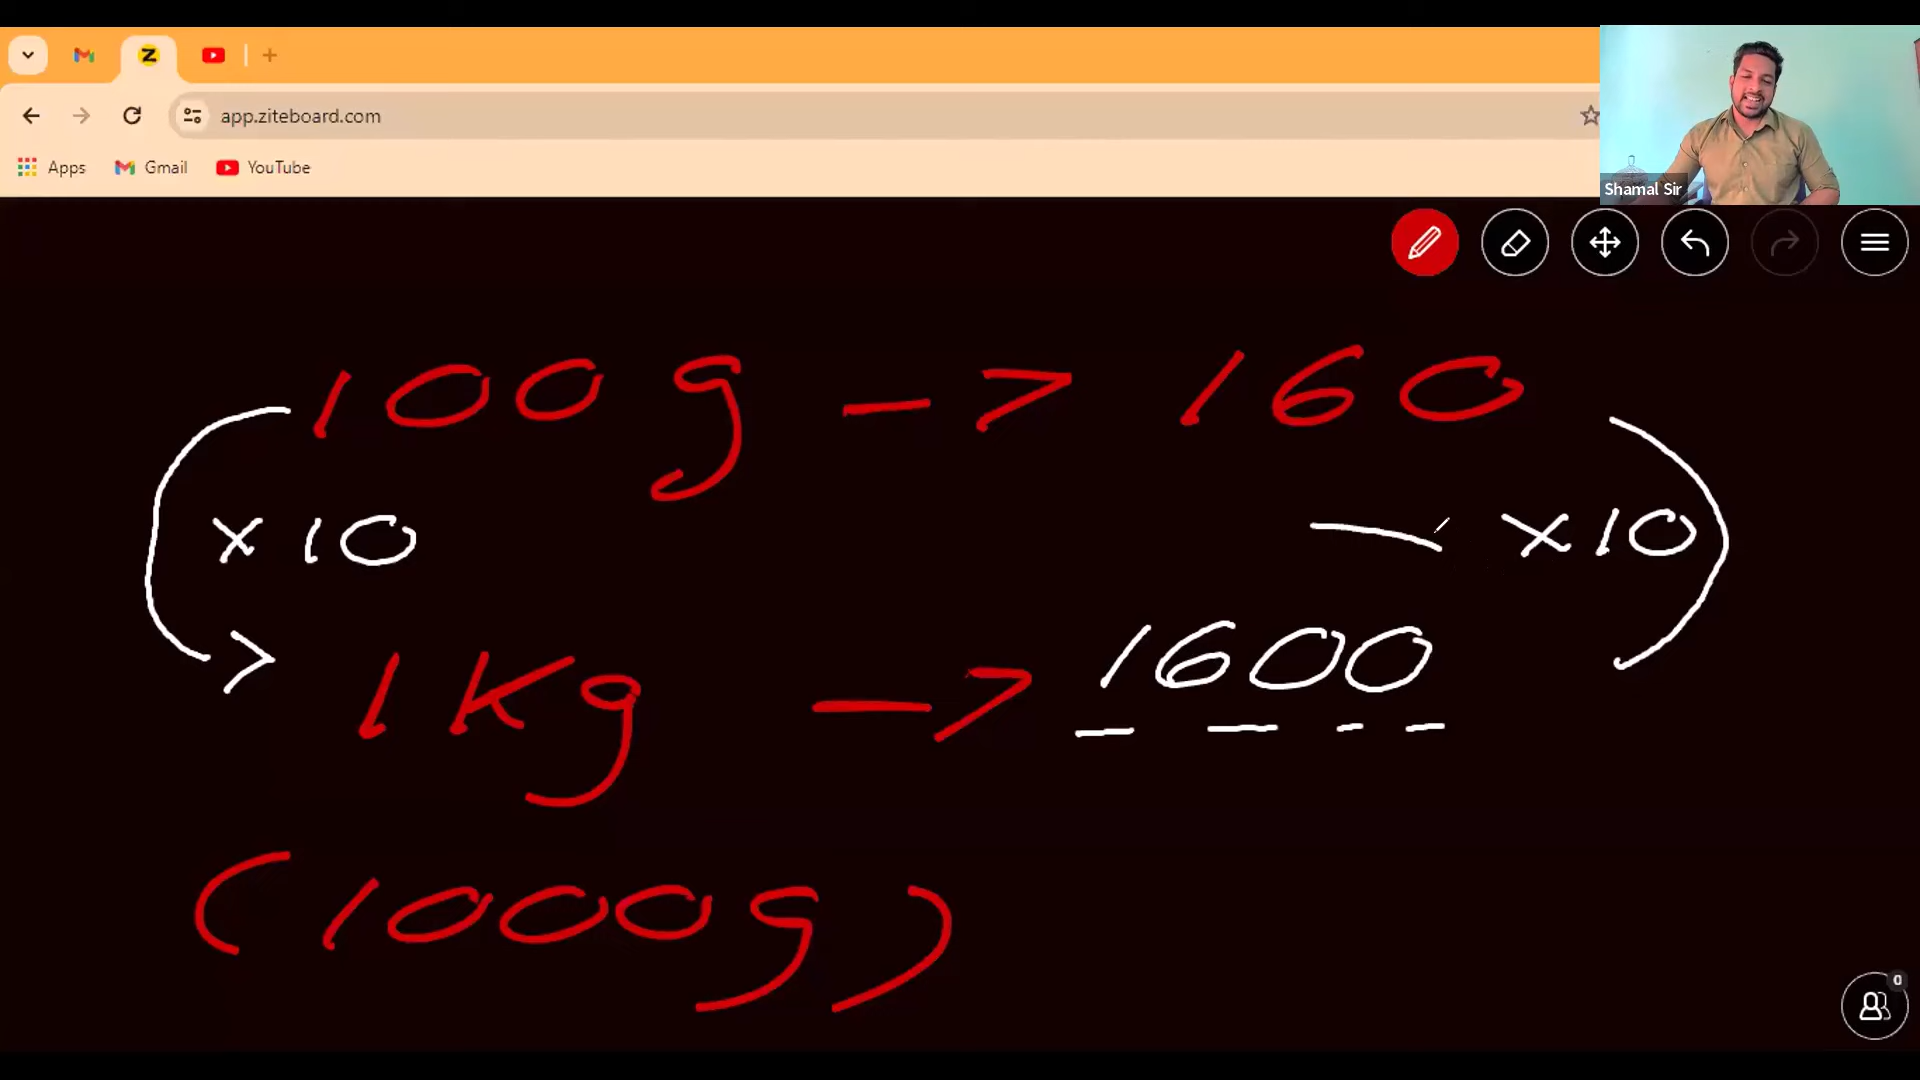 app.ziteboard.com
Apps Gmail YouTube
Shamal Sir
100g -> 160
×10 ×10
1Kg -> 1600
(1000g)
0